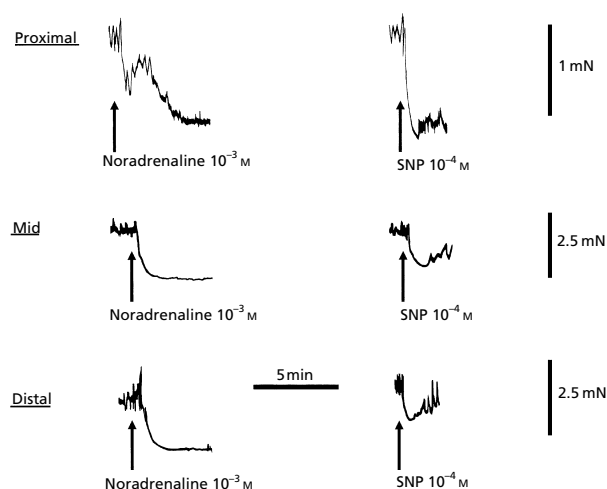 Proximal
1 mN
Noradrenaline 10⁻³ M
SNP 10⁻⁴ M
Mid
2.5 mN
Noradrenaline 10⁻³ M
SNP 10⁻⁴ M
5 min
Distal
2.5 mN
Noradrenaline 10⁻³ M
SNP 10⁻⁴ M